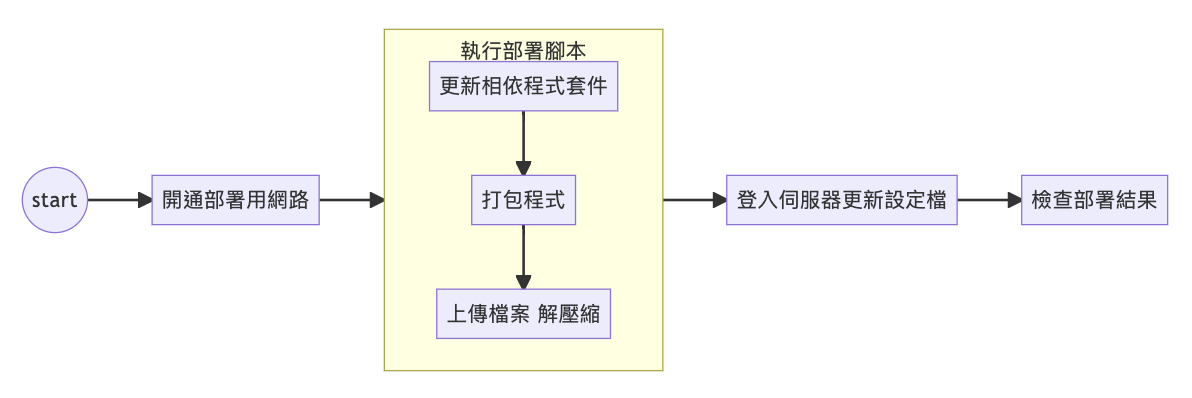 start
開通部署用網路
執行部署腳本
更新相依程式套件
打包程式
上傳檔案 解壓縮
登入伺服器更新設定檔
檢查部署結果